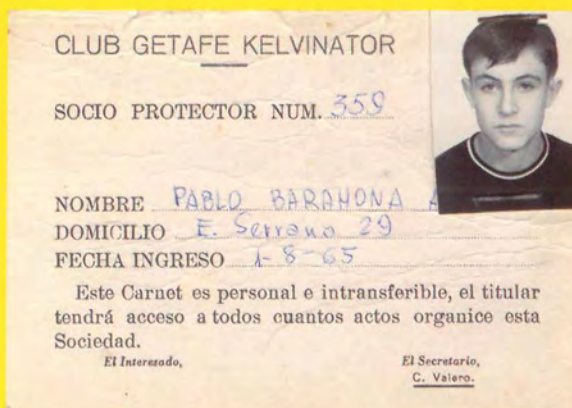 CLUB GETAFE KELVINATOR
SOCIO PROTECTOR NUM. 359
NOMBRE PABLO BARAHONA A
DOMICILIO E. Serrano 29
FECHA INGRESO 1-8-65
Este Carnet es personal e intransferible, el titular
tendrá acceso a todos cuantos actos organice esta
Sociedad.
El Interesado, El Secretario,
C. Valero.